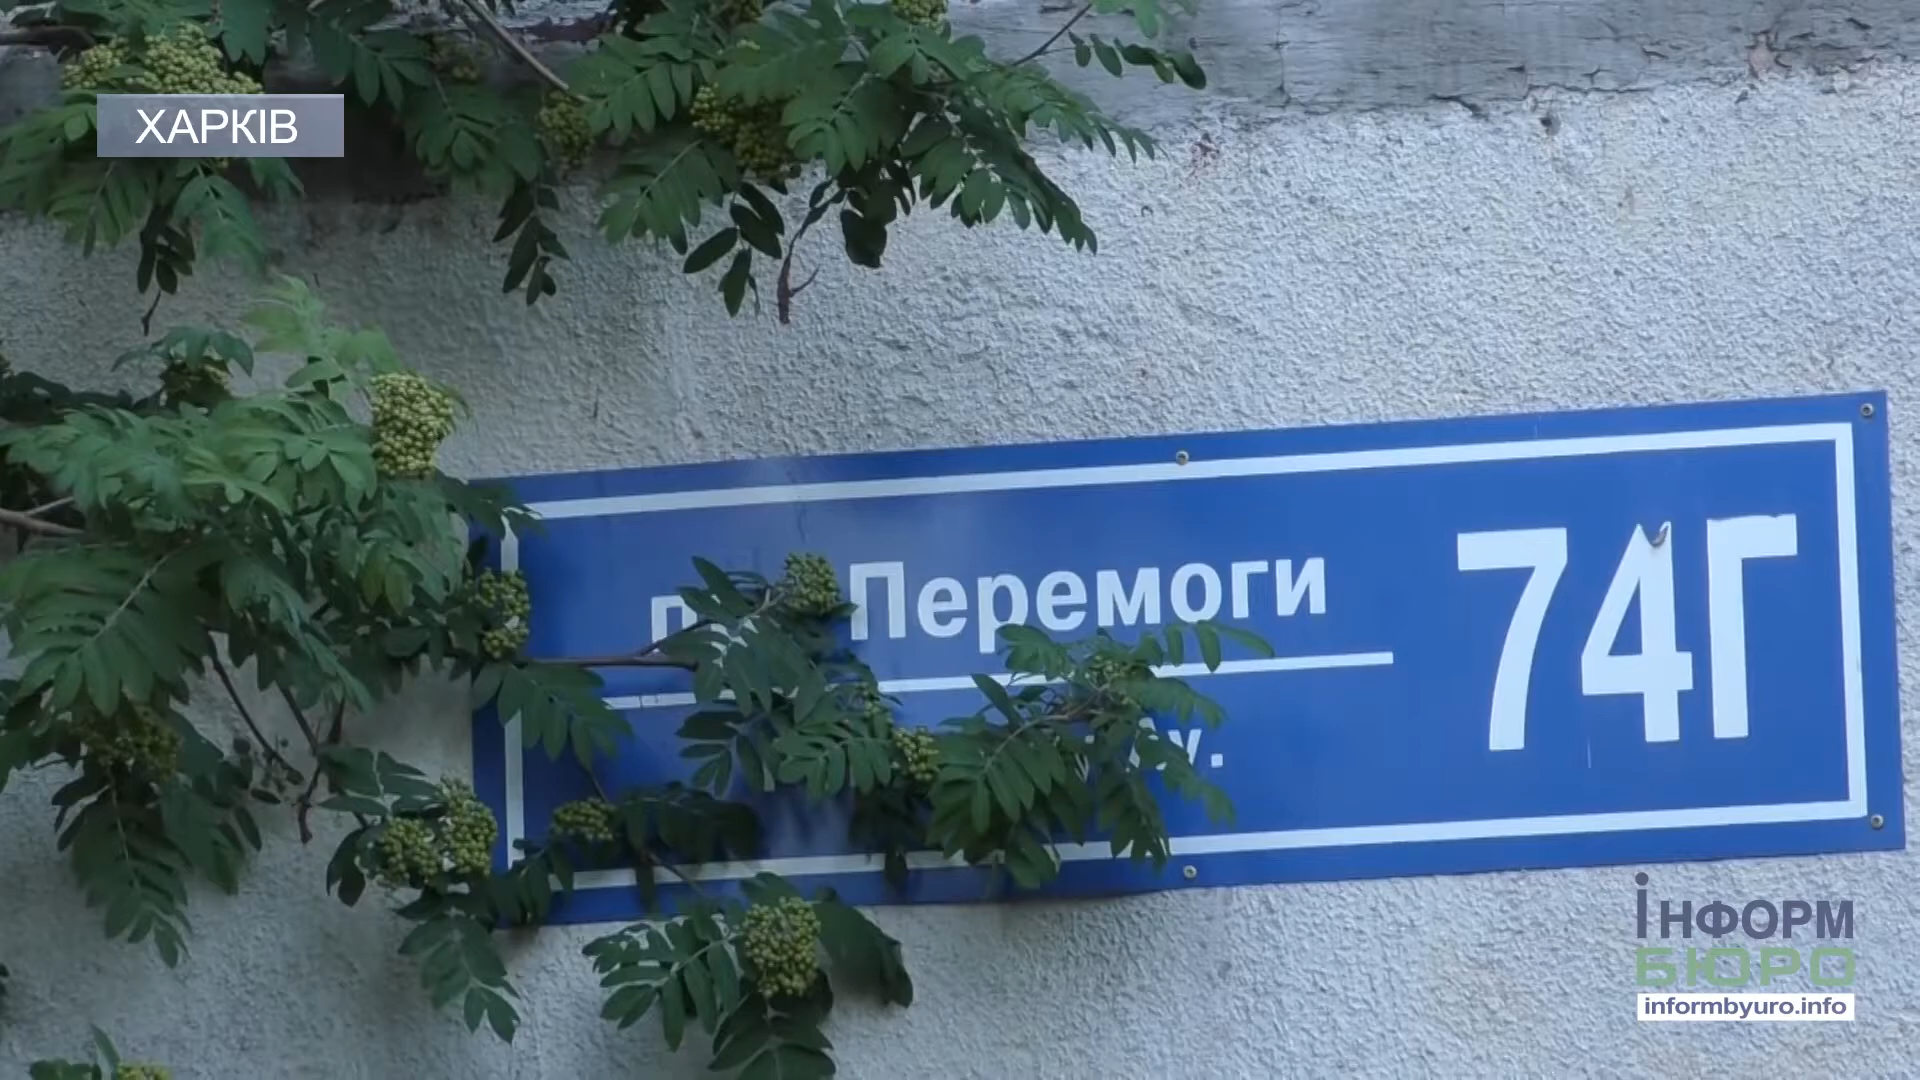 ХАРКІВ
Перемоги
74Г
ІНФОРМ
БЮРО
informbyuro.info